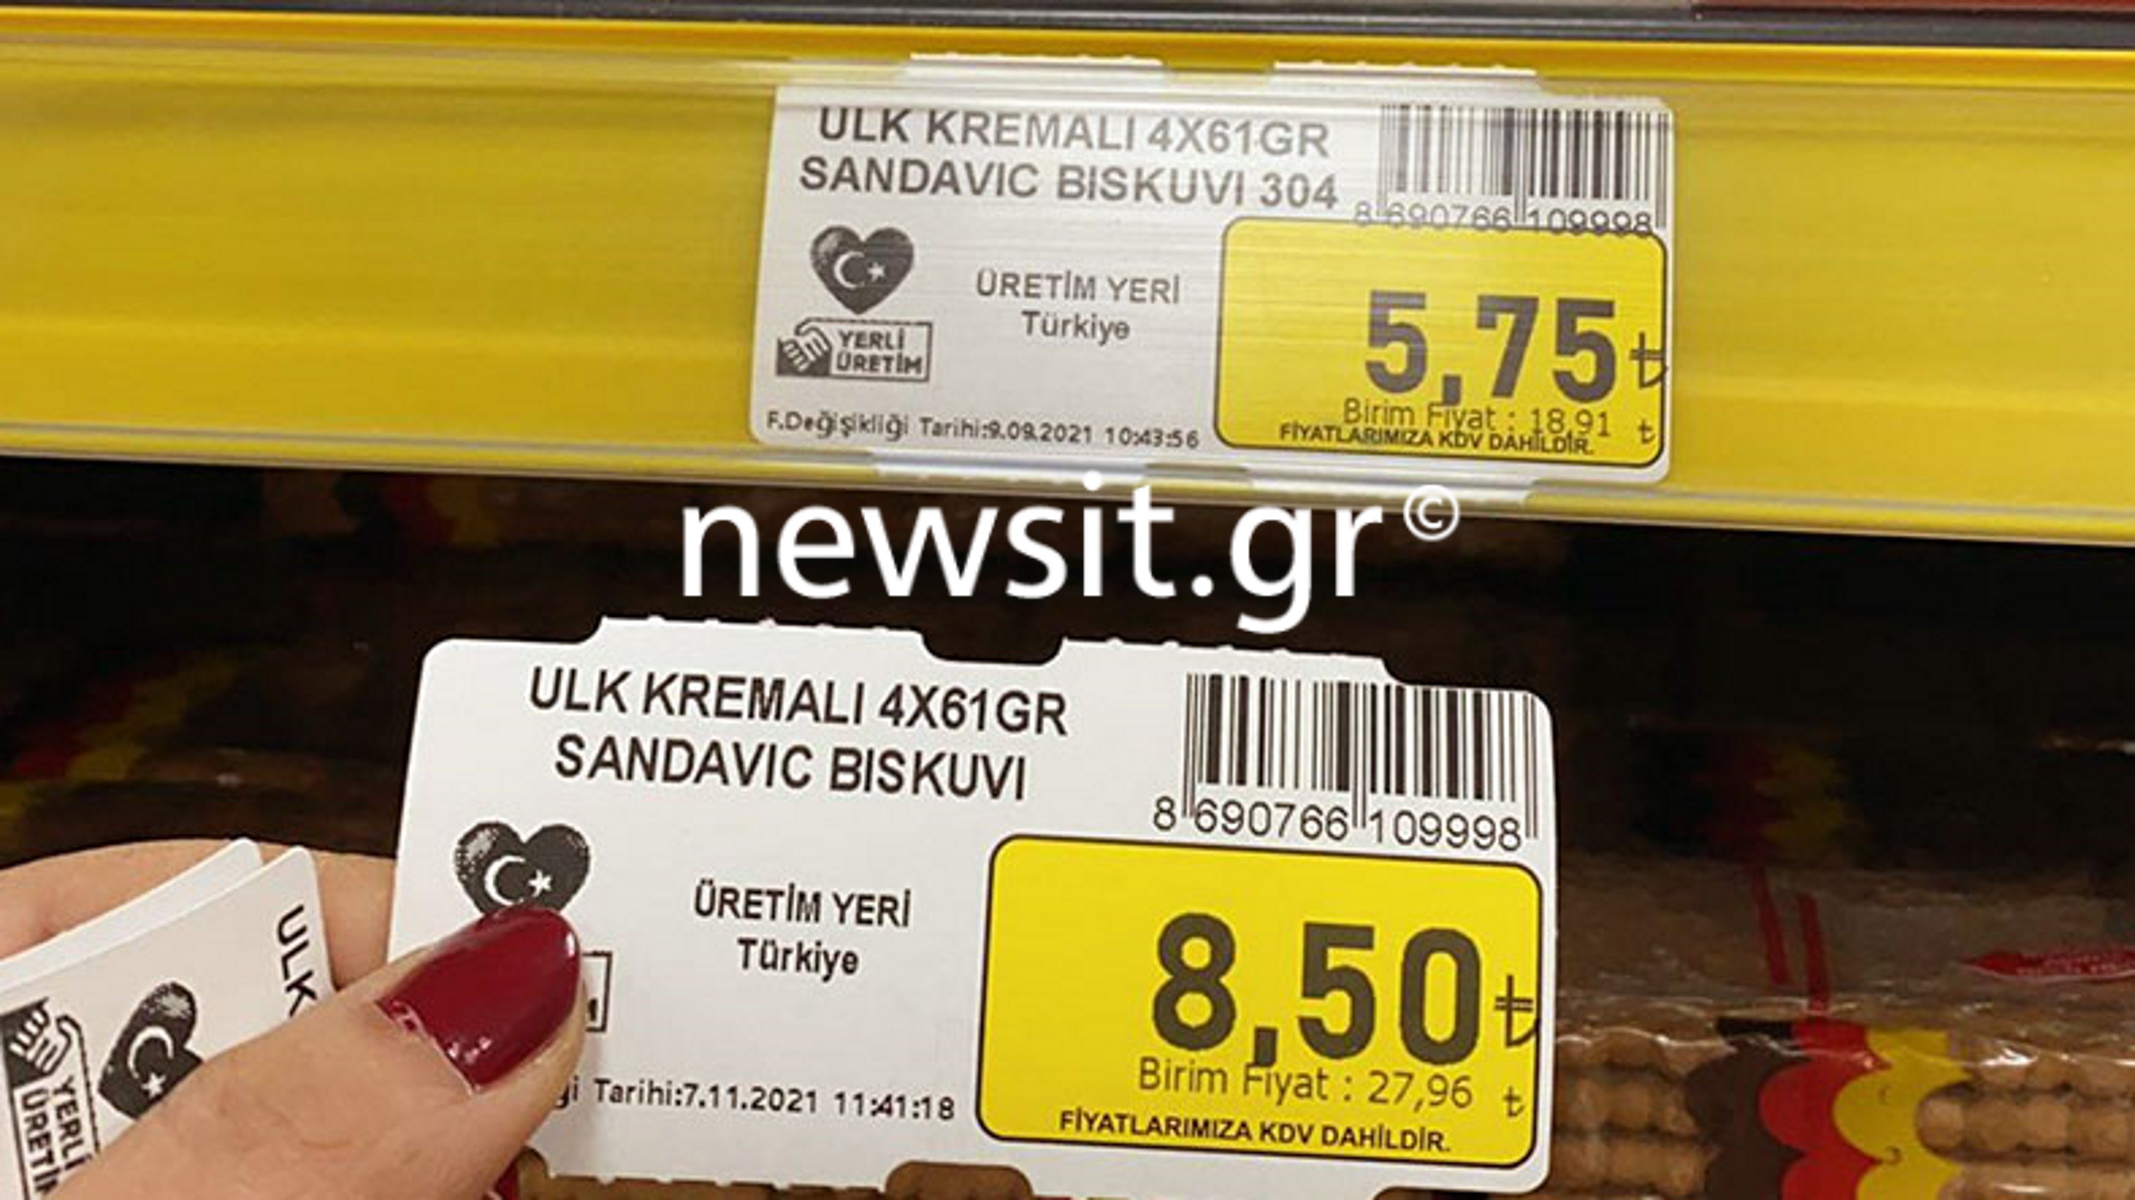 ULK KREMALI 4X61GR
SANDAVIC BISKUVI 304
8 690766 109998
ÜRETİM YERİ
Türkiye
YERLİ
ÜRETİM
5,75 ₺
Birim Fiyat : 18,91 ₺
FİYATLARIMIZA KDV DAHİLDİR.
F.Değişikliği Tarihi:9.09.2021 10:43:56
newsit.gr©
ULK KREMALI 4X61GR
SANDAVIC BISKUVI
8 690766 109998
ÜRETİM YERİ
Türkiye
8,50 ₺
Birim Fiyat : 27,96 ₺
FİYATLARIMIZA KDV DAHİLDİR.
Tarihi:7.11.2021 11:41:18
ULK
YERLİ